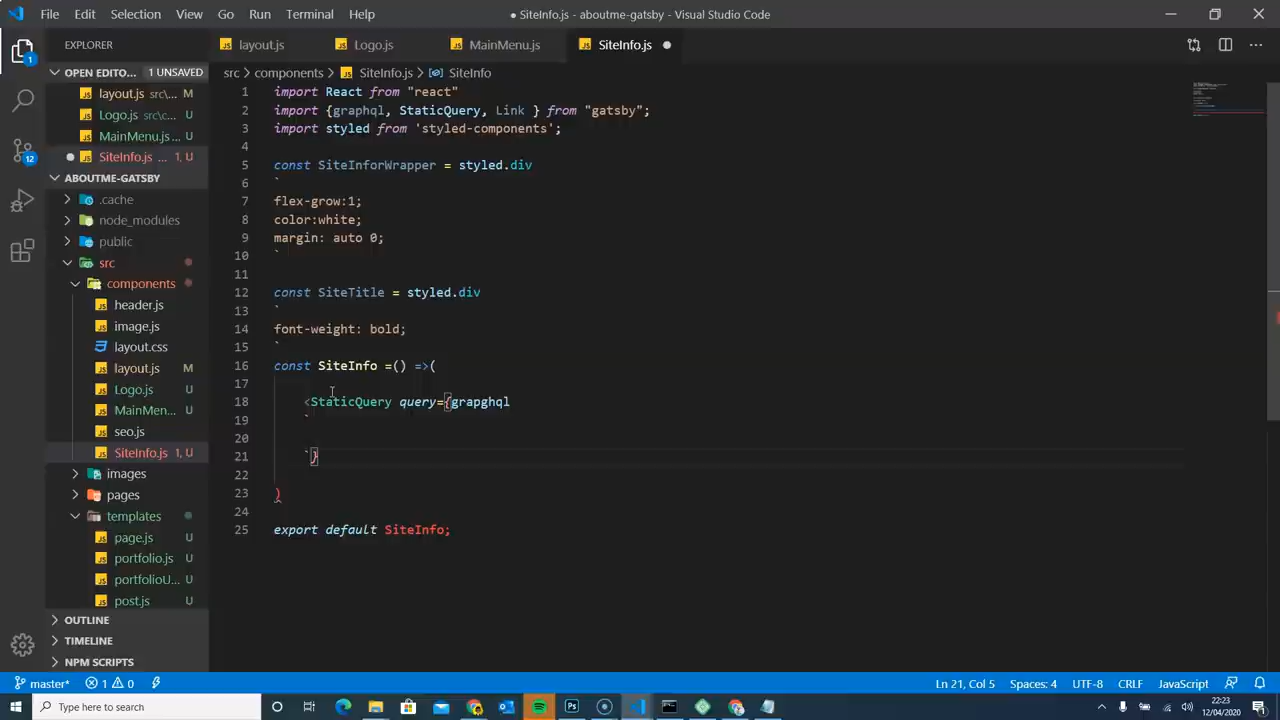 File Edit Selection View Go Run Terminal Help
● SiteInfo.js - aboutme-gatsby - Visual Studio Code
EXPLORER
layout.js Logo.js MainMenu.js SiteInfo.js ●
OPEN EDITO... 1 UNSAVED
layout.js src\... M
Logo.js src\c... U
MainMenu.js... U
SiteInfo.js ... 1, U
ABOUTME-GATSBY
.cache
node_modules
public
src
components
header.js
image.js
layout.css
layout.js M
Logo.js U
MainMen... U
seo.js
SiteInfo.js 1, U
images
pages
templates
page.js U
portfolio.js U
portfolioU... U
post.js U
OUTLINE
TIMELINE
NPM SCRIPTS
1
12
src > components > SiteInfo.js > SiteInfo
1 import React from "react"
2 import {graphql, StaticQuery, Link } from "gatsby";
3 import styled from 'styled-components';
4
5 const SiteInforWrapper = styled.div
6 `
7 flex-grow:1;
8 color:white;
9 margin: auto 0;
10 `
11
12 const SiteTitle = styled.div
13 `
14 font-weight: bold;
15 `
16 const SiteInfo =() =>(
17
18 <StaticQuery query={grapghql
19 `
20
21 `}
22
23 )
24
25 export default SiteInfo;
master* 1 0
Ln 21, Col 5 Spaces: 4 UTF-8 CRLF JavaScript
Type here to search
22:23
12/04/2020